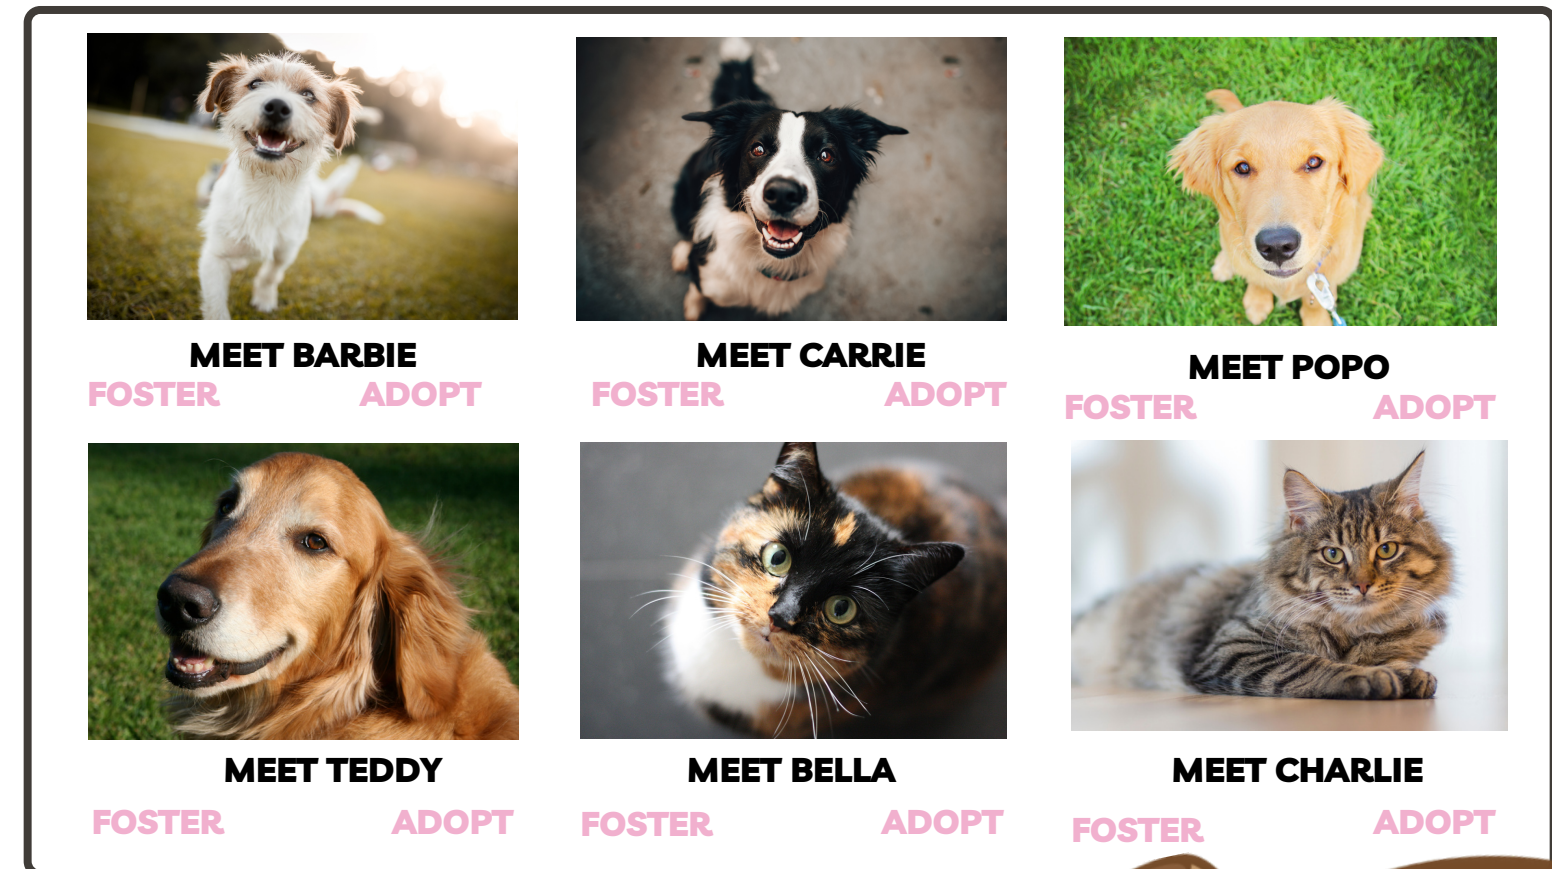 MEET BARBIE
FOSTER ADOPT
MEET CARRIE
FOSTER ADOPT
MEET POPO
FOSTER ADOPT
MEET TEDDY
FOSTER ADOPT
MEET BELLA
FOSTER ADOPT
MEET CHARLIE
FOSTER ADOPT